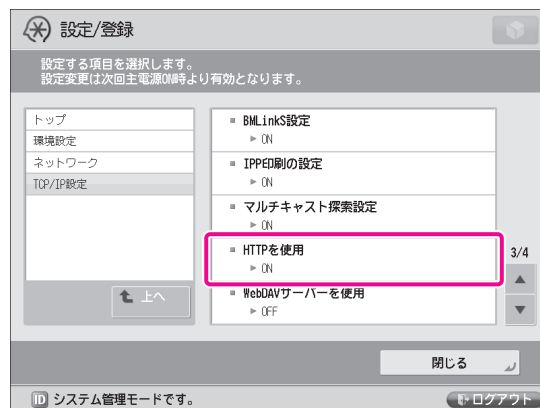 設定/登録
設定する項目を選択します。
設定変更は次回主電源ON時より有効となります。
トップ
環境設定
ネットワーク
TCP/IP設定
上へ
BMLinkS設定
► ON
IPP印刷の設定
► ON
マルチキャスト探索設定
► ON
HTTPを使用
► ON
WebDAVサーバーを使用
► OFF
3/4
閉じる
ID システム管理モードです。
ログアウト